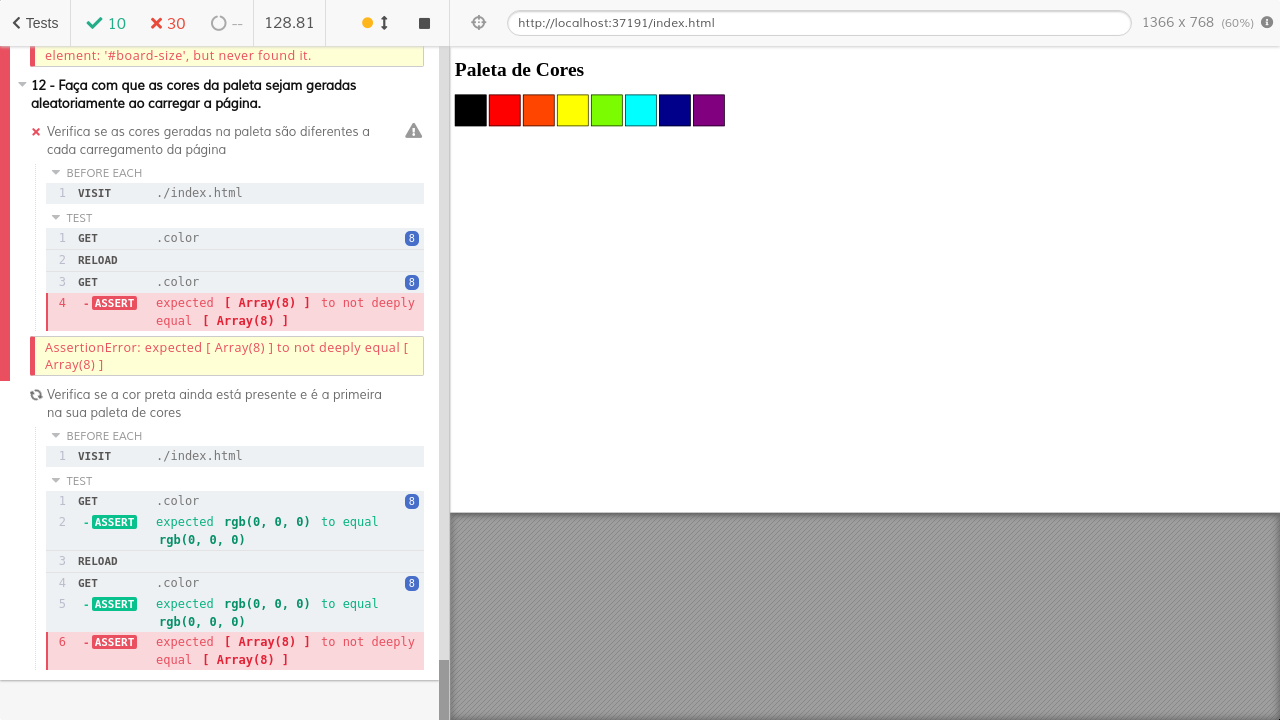 Tests 10 30 -- 128.81 http://localhost:37191/index.html 1366 x 768 (60%)
element: '#board-size', but never found it.
12 - Faça com que as cores da paleta sejam geradas
aleatoriamente ao carregar a página.
Verifica se as cores geradas na paleta são diferentes a
cada carregamento da página
BEFORE EACH
1 VISIT ./index.html
TEST
1 GET .color 8
2 RELOAD
3 GET .color 8
4 -ASSERT expected [ Array(8) ] to not deeply
equal [ Array(8) ]
AssertionError: expected [ Array(8) ] to not deeply equal [
Array(8) ]
Verifica se a cor preta ainda está presente e é a primeira
na sua paleta de cores
BEFORE EACH
1 VISIT ./index.html
TEST
1 GET .color 8
2 -ASSERT expected rgb(0, 0, 0) to equal
rgb(0, 0, 0)
3 RELOAD
4 GET .color 8
5 -ASSERT expected rgb(0, 0, 0) to equal
rgb(0, 0, 0)
6 -ASSERT expected [ Array(8) ] to not deeply
equal [ Array(8) ]
Paleta de Cores